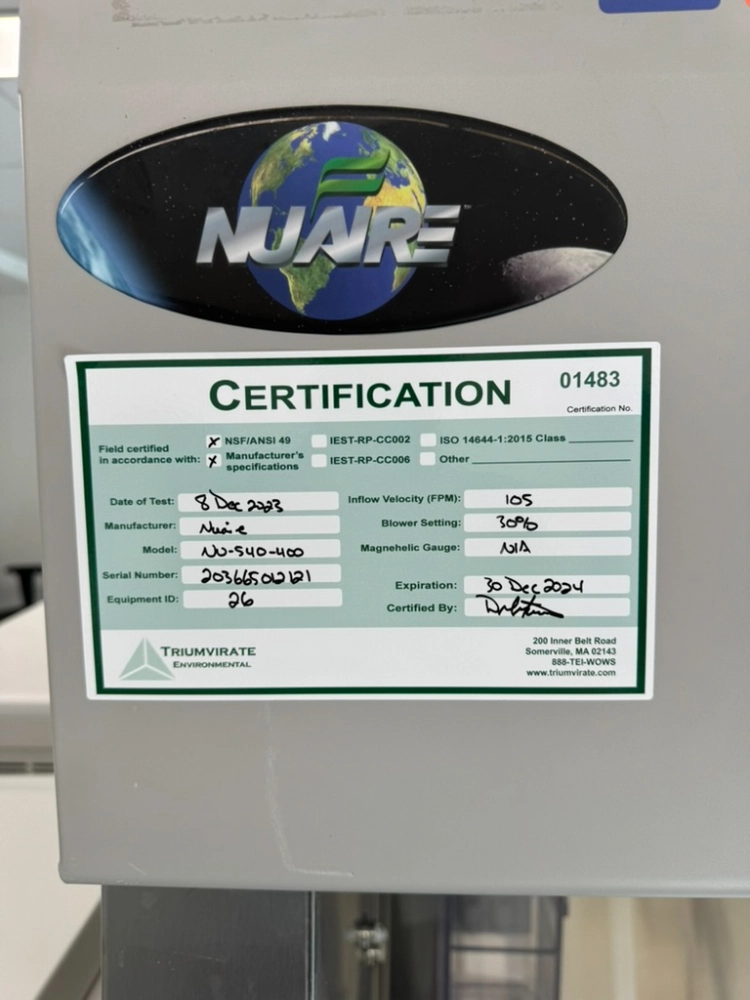 NUAIRE
CERTIFICATION
01483
Certification No.
Field certified in accordance with:
X NSF/ANSI 49
IEST-RP-CC002
ISO 14644-1:2015 Class
X Manufacturer's specifications
IEST-RP-CC006
Other
Date of Test: 8 Dec 2023
Inflow Velocity (FPM): 105
Manufacturer: Nuaire
Blower Setting: 30%
Model: NU-540-400
Magnehelic Gauge: N/A
Serial Number:
Expiration: 30 Dec 2024
Equipment ID: 26
Certified By:
TRIUMVIRATE
ENVIRONMENTAL
200 Inner Belt Road
Somerville, MA 02143
888-TEI-WOWS
www.triumvirate.com